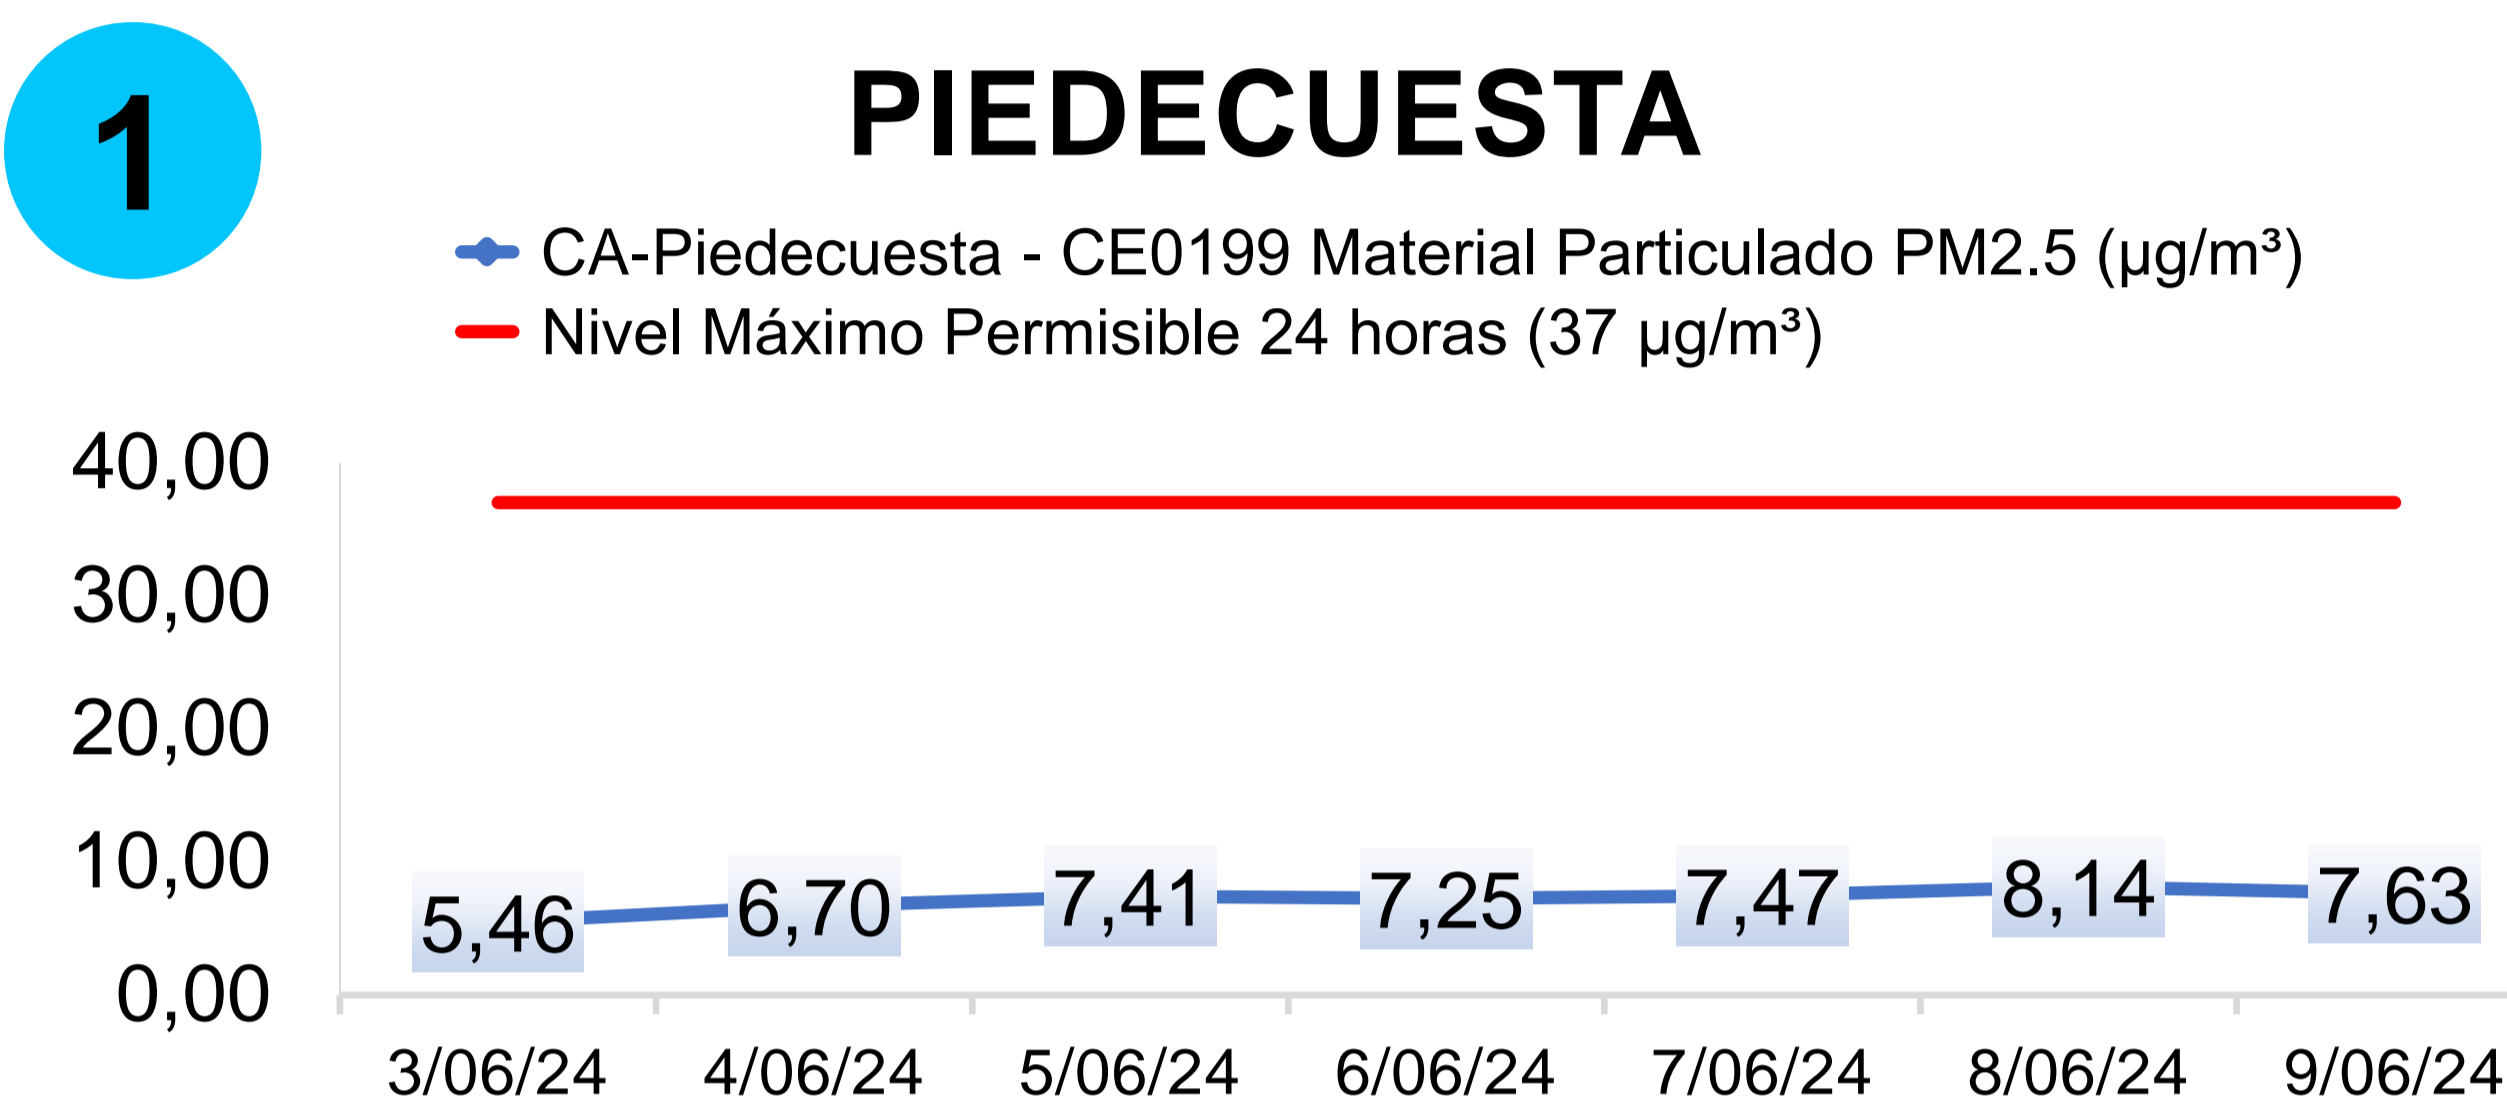 1
PIEDECUESTA
CA-Piedecuesta - CE0199 Material Particulado PM2.5 (µg/m³)
Nivel Máximo Permisible 24 horas (37 µg/m³)
40,00
30,00
20,00
10,00
0,00
5,46 6,70 7,41 7,25 7,47 8,14 7,63
3/06/24 4/06/24 5/06/24 6/06/24 7/06/24 8/06/24 9/06/24